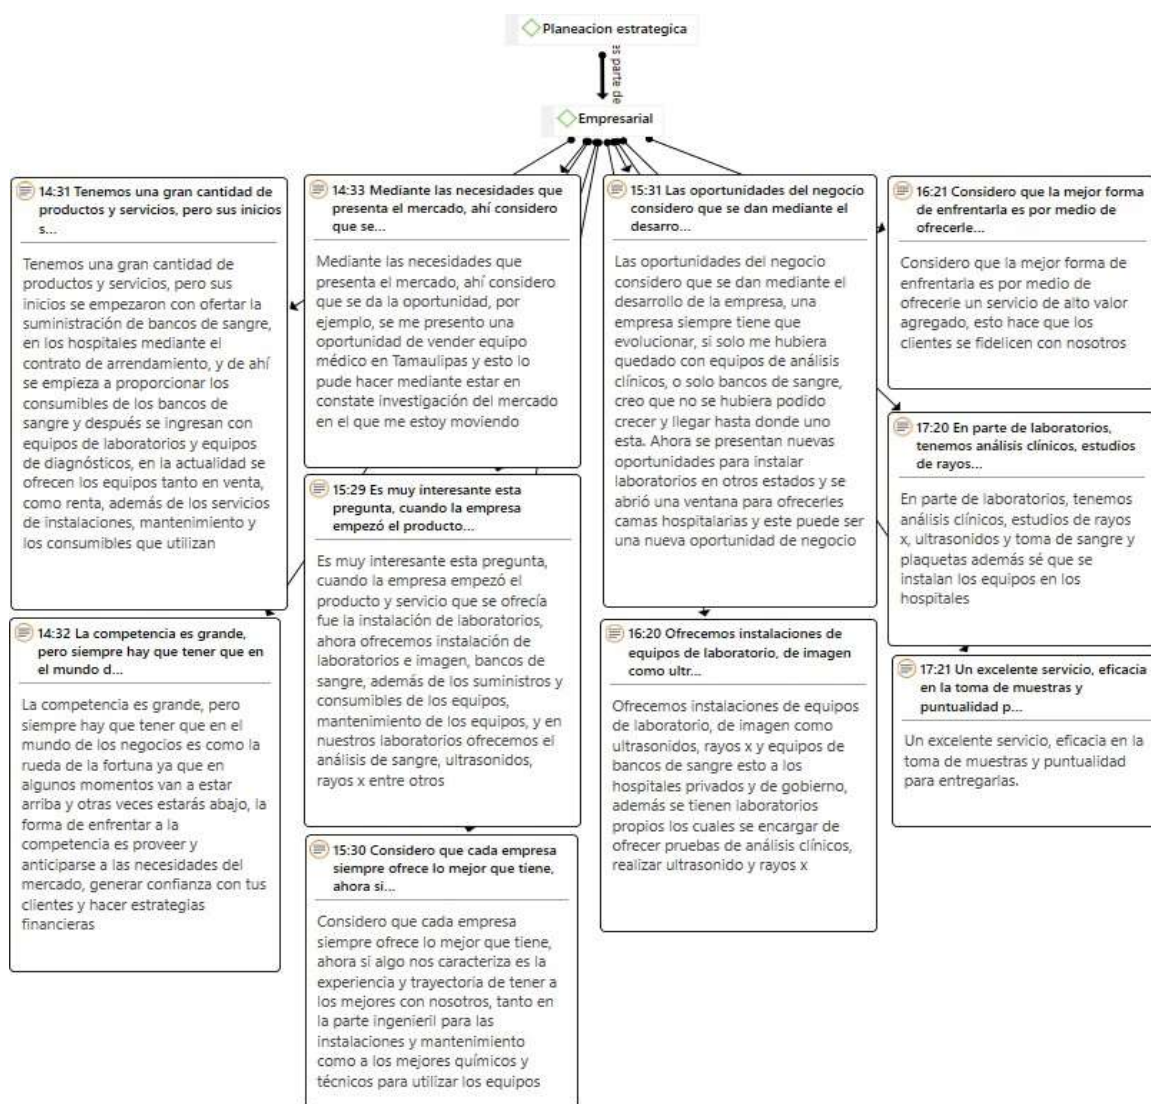 Planeacion estrategica
as parte de
Empresarial
14:31 Tenemos una gran cantidad de
productos y servicios, pero sus inicios
s...
Tenemos una gran cantidad de
productos y servicios, pero sus
inicios se empezaron con ofertar la
suministración de bancos de sangre,
en los hospitales mediante el
contrato de arrendamiento, y de ahí
se empieza a proporcionar los
consumibles de los bancos de
sangre y después se ingresan con
equipos de laboratorios y equipos
de diagnósticos, en la actualidad se
ofrecen los equipos tanto en venta,
como renta, además de los servicios
de instalaciones, mantenimiento y
los consumibles que utilizan
14:32 La competencia es grande,
pero siempre hay que tener que en
el mundo d...
La competencia es grande, pero
siempre hay que tener que en el
mundo de los negocios es como la
rueda de la fortuna ya que en
algunos momentos van a estar
arriba y otras veces estarás abajo, la
forma de enfrentar a la
competencia es proveer y
anticiparse a las necesidades del
mercado, generar confianza con tus
clientes y hacer estrategias
financieras
14:33 Mediante las necesidades que
presenta el mercado, ahí considero
que se...
Mediante las necesidades que
presenta el mercado, ahí considero
que se da la oportunidad, por
ejemplo, se me presento una
oportunidad de vender equipo
médico en Tamaulipas y esto lo
pude hacer mediante estar en
constate investigación del mercado
en el que me estoy moviendo
15:29 Es muy interesante esta
pregunta, cuando la empresa
empezó el producto...
Es muy interesante esta pregunta,
cuando la empresa empezó el
producto y servicio que se ofrecía
fue la instalación de laboratorios,
ahora ofrecemos instalación de
laboratorios e imagen, bancos de
sangre, además de los suministros y
consumibles de los equipos,
mantenimiento de los equipos, y en
nuestros laboratorios ofrecemos el
análisis de sangre, ultrasonidos,
rayos x entre otros
15:30 Considero que cada empresa
siempre ofrece lo mejor que tiene,
ahora si...
Considero que cada empresa
siempre ofrece lo mejor que tiene,
ahora si algo nos caracteriza es la
experiencia y trayectoria de tener a
los mejores con nosotros, tanto en
la parte ingenieril para las
instalaciones y mantenimiento
como a los mejores químicos y
técnicos para utilizar los equipos
15:31 Las oportunidades del negocio
considero que se dan mediante el
desarro...
Las oportunidades del negocio
considero que se dan mediante el
desarrollo de la empresa, una
empresa siempre tiene que
evolucionar, si solo me hubiera
quedado con equipos de análisis
clínicos, o solo bancos de sangre,
creo que no se hubiera podido
crecer y llegar hasta donde uno
esta. Ahora se presentan nuevas
oportunidades para instalar
laboratorios en otros estados y se
abrió una ventana para ofrecerles
camas hospitalarias y este puede ser
una nueva oportunidad de negocio
16:20 Ofrecemos instalaciones de
equipos de laboratorio, de imagen
como ultr...
Ofrecemos instalaciones de equipos
de laboratorio, de imagen como
ultrasonidos, rayos x y equipos de
bancos de sangre esto a los
hospitales privados y de gobierno,
además se tienen laboratorios
propios los cuales se encargar de
ofrecer pruebas de análisis clínicos,
realizar ultrasonido y rayos x
16:21 Considero que la mejor forma
de enfrentarla es por medio de
ofrecerle...
Considero que la mejor forma de
enfrentarla es por medio de
ofrecerle un servicio de alto valor
agregado, esto hace que los
clientes se fidelicen con nosotros
17:20 En parte de laboratorios,
tenemos análisis clínicos, estudios
de rayos...
En parte de laboratorios, tenemos
análisis clínicos, estudios de rayos
x, ultrasonidos y toma de sangre y
plaquetas además sé que se
instalan los equipos en los
hospitales
17:21 Un excelente servicio, eficacia
en la toma de muestras y
puntualidad p...
Un excelente servicio, eficacia en la
toma de muestras y puntualidad
para entregarlas.